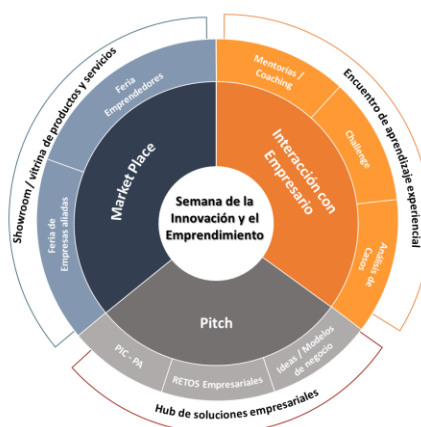 Semana de la
Innovación y el
Emprendimiento
Market Place
Feria
Emprendedores
Feria de
Empresas aliadas
Showroom / vitrina de productos y servicios
Interacción con
Empresario
Mentorías /
Coaching
Challenge
Análisis de
Casos
Encuentro de aprendizaje experiencial
Pitch
PIC - PA
RETOS Empresariales
Ideas / Modelos
de negocio
Hub de soluciones empresariales